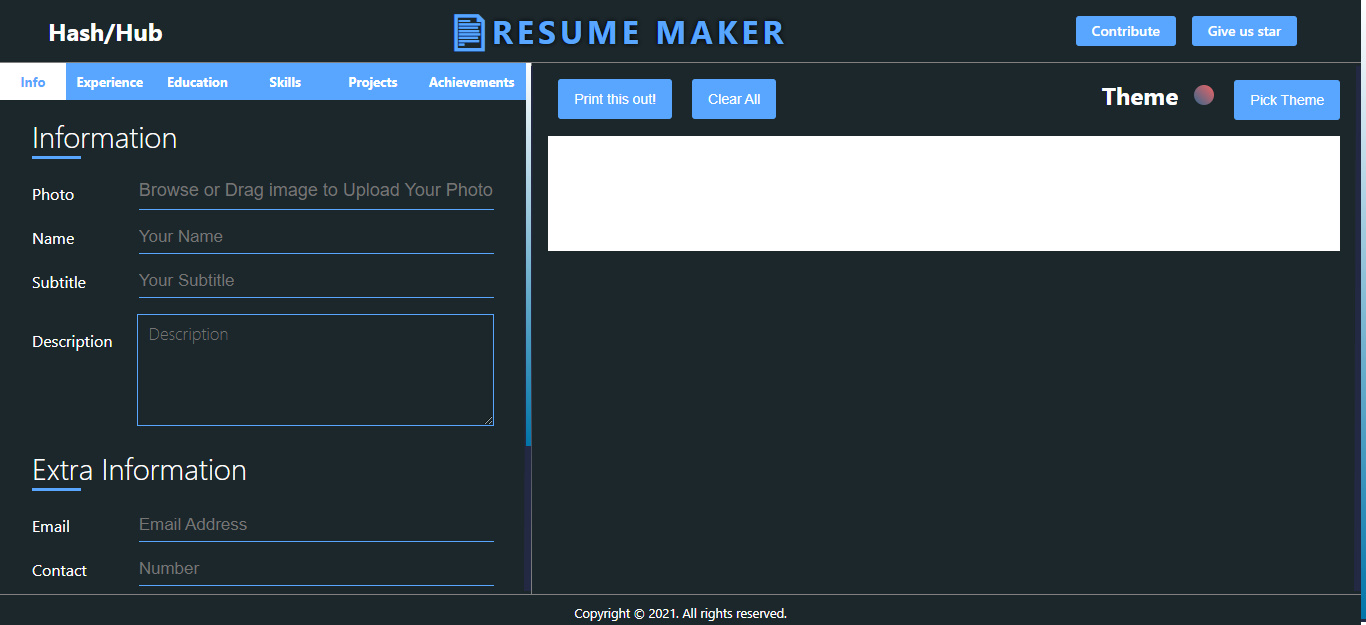 Hash/Hub
RESUME MAKER
Contribute
Give us star
Info
Experience
Education
Skills
Projects
Achievements
Information
Photo
Browse or Drag image to Upload Your Photo
Name
Your Name
Subtitle
Your Subtitle
Description
Description
Extra Information
Email
Email Address
Contact
Number
Print this out!
Clear All
Theme
Pick Theme
Copyright © 2021. All rights reserved.